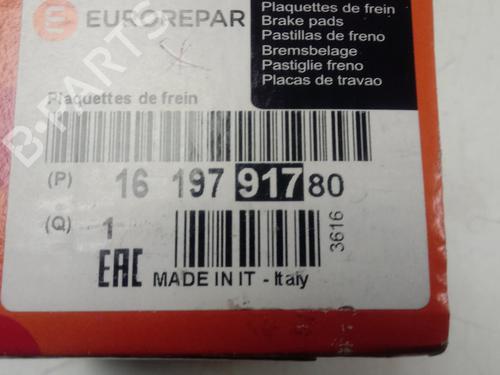 EUROREPAR
Plaquettes de frein
Brake pads
Pastillas de freno
Bremsbelage
Pastiglie freno
Placas de travao
Plaquettes de frein
(P) 16 197 917 80
(Q) 1
3616
EAC MADE IN IT - Italy
B-PARTS